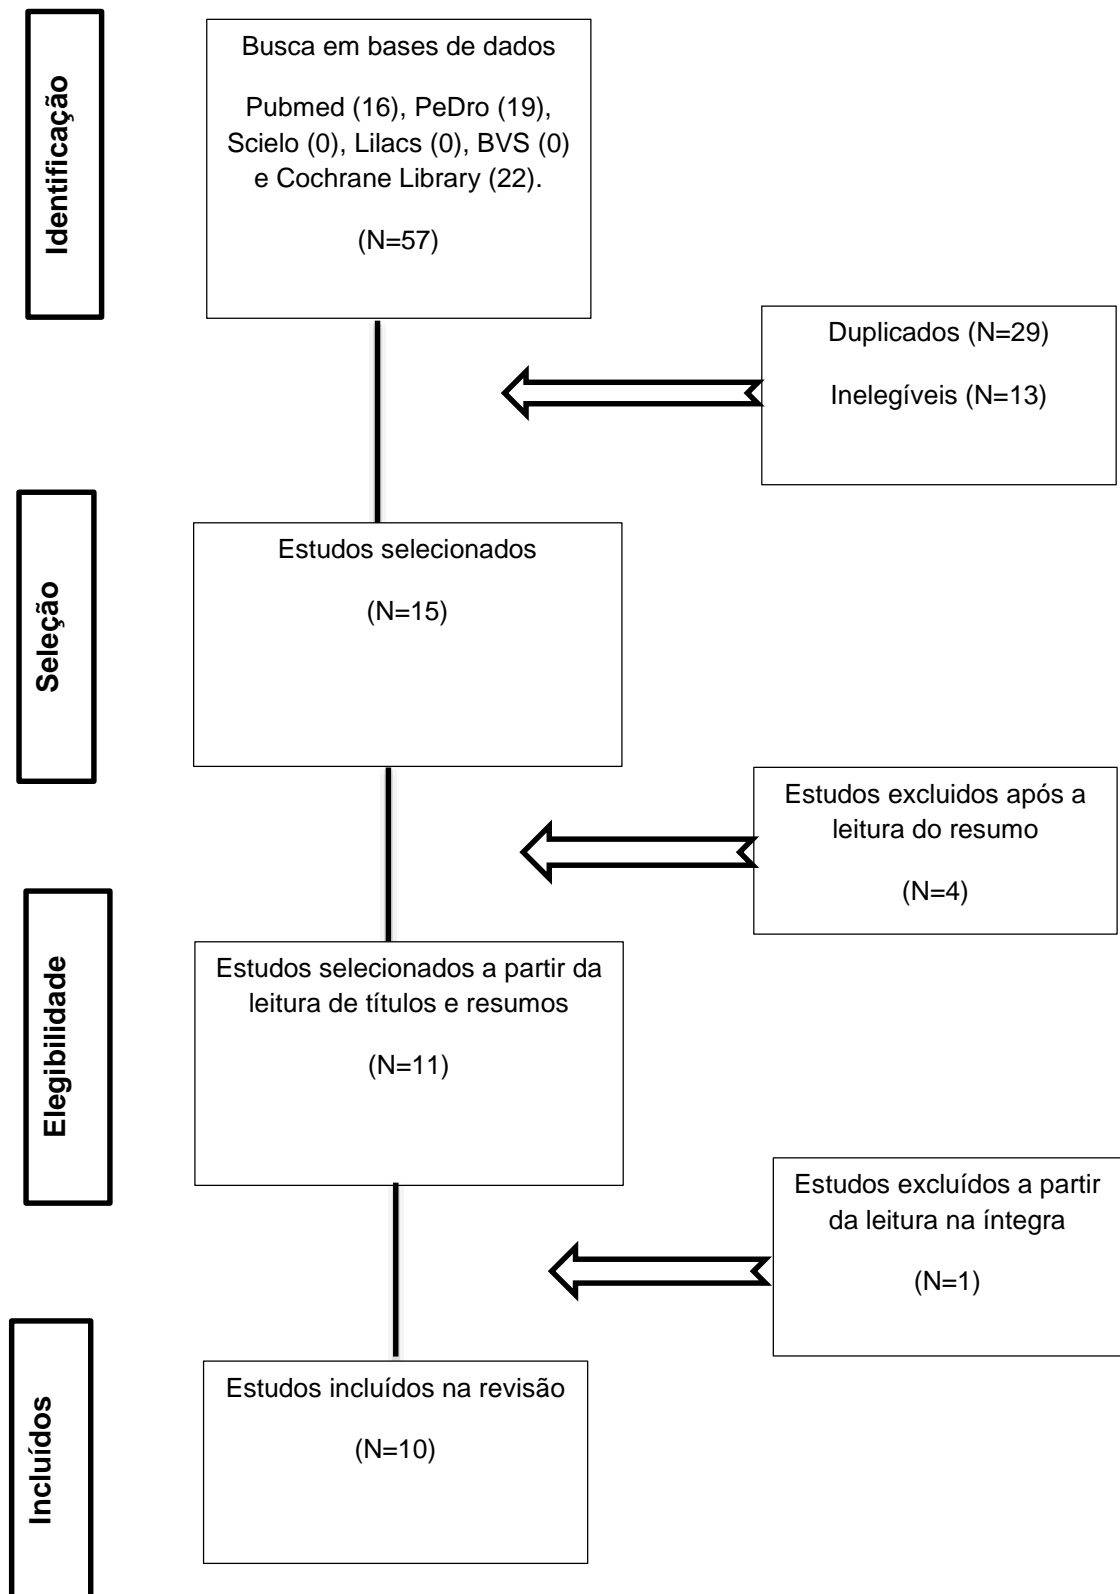 Identificação
Busca em bases de dados
Pubmed (16), PeDro (19),
Scielo (0), Lilacs (0), BVS (0)
e Cochrane Library (22).
(N=57)
Duplicados (N=29)
Inelegíveis (N=13)
Seleção
Estudos selecionados
(N=15)
Estudos excluidos após a
leitura do resumo
(N=4)
Elegibilidade
Estudos selecionados a partir da
leitura de títulos e resumos
(N=11)
Estudos excluídos a partir
da leitura na íntegra
(N=1)
Incluídos
Estudos incluídos na revisão
(N=10)